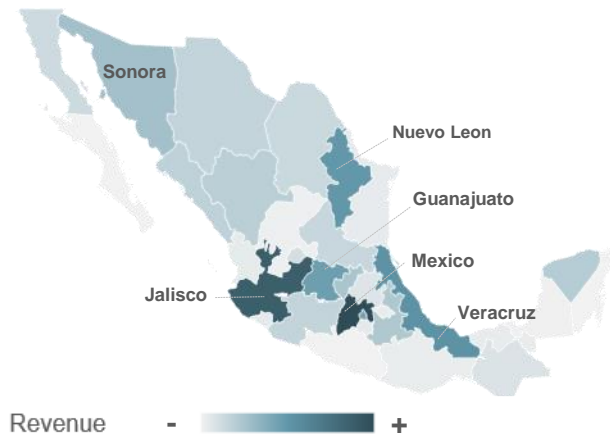 Sonora
Nuevo Leon
Guanajuato
Mexico
Jalisco
Veracruz
Revenue - +